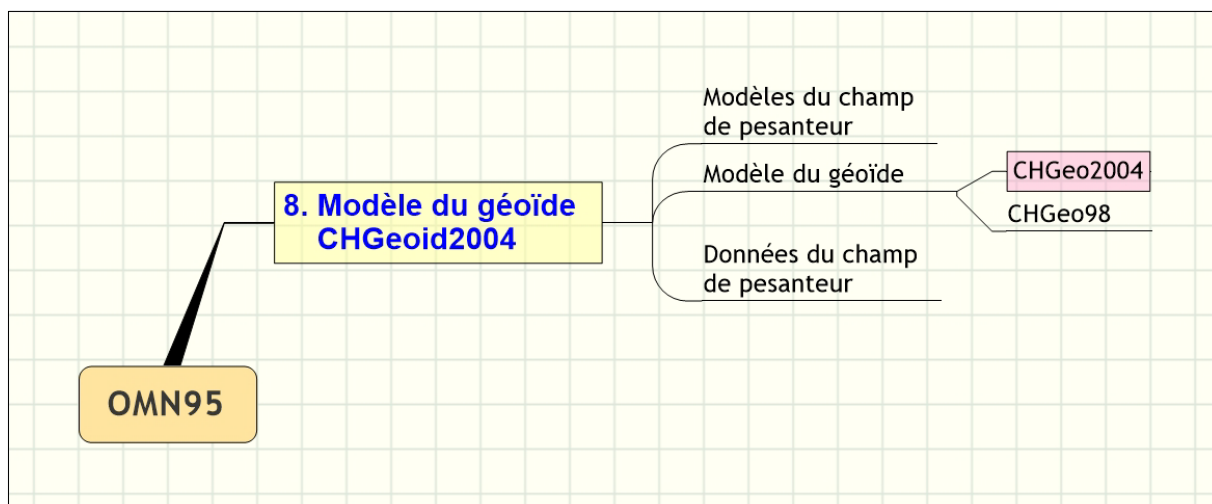 Modèles du champ
de pesanteur
Modèle du géoïde
CHGeo2004
CHGeo98
8. Modèle du géoïde
CHGeoid2004
Données du champ
de pesanteur
OMN95